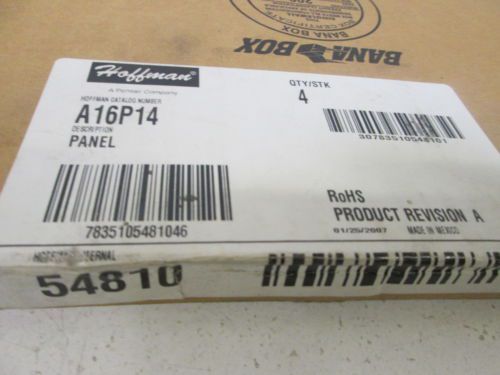 BANA BOX
Hoffman
A Pentair Company
HOFFMAN CATALOG NUMBER
A16P14
DESCRIPTION
PANEL
7835105481046
QTY/STK
4
30783510548101
RoHS
PRODUCT REVISION A
01/25/2007 MADE IN MEXICO
54810